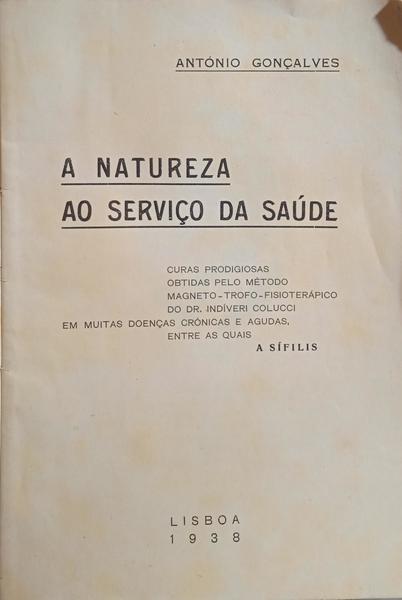 ANTÓNIO GONÇALVES
A NATUREZA
AO SERVIÇO DA SAÚDE
CURAS PRODIGIOSAS
OBTIDAS PELO MÉTODO
MAGNETO-TROFO-FISIOTERÁPICO
DO DR. INDÍVERI COLUCCI
EM MUITAS DOENÇAS CRÓNICAS E AGUDAS,
ENTRE AS QUAIS
A SÍFILIS
LISBOA
1938